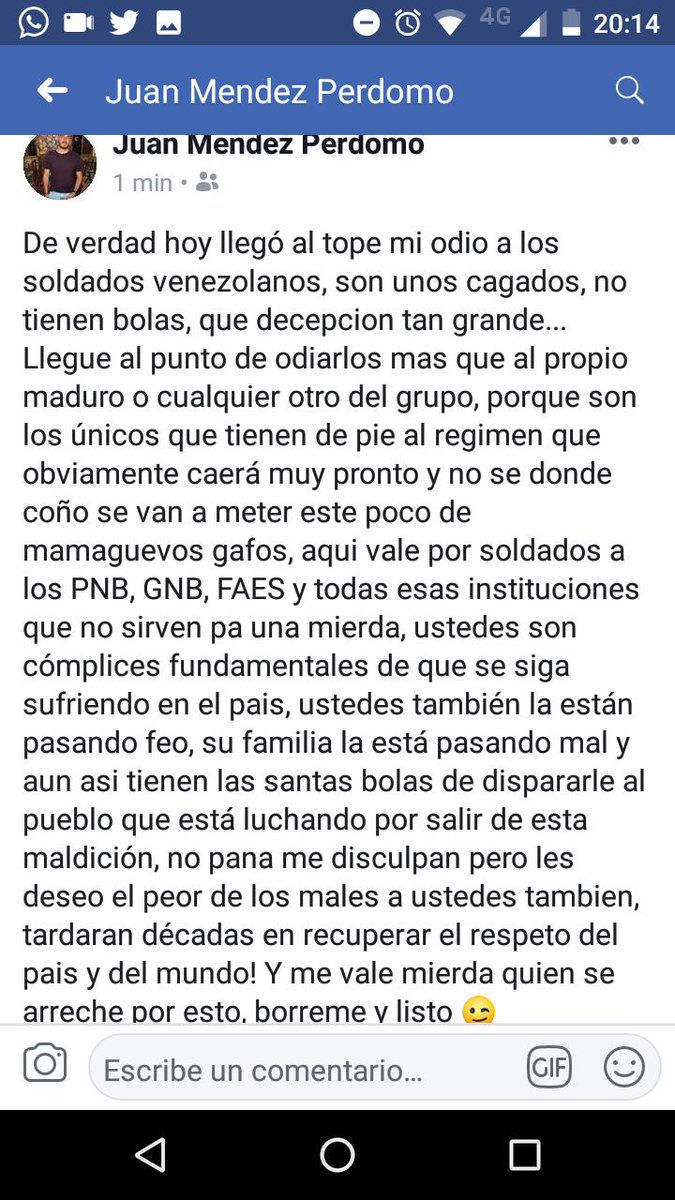 4G 20:14
Juan Mendez Perdomo
Juan Mendez Perdomo
1 min
De verdad hoy llegó al tope mi odio a los
soldados venezolanos, son unos cagados, no
tienen bolas, que decepcion tan grande...
Llegue al punto de odiarlos mas que al propio
maduro o cualquier otro del grupo, porque son
los únicos que tienen de pie al regimen que
obviamente caerá muy pronto y no se donde
coño se van a meter este poco de
mamaguevos gafos, aqui vale por soldados a
los PNB, GNB, FAES y todas esas instituciones
que no sirven pa una mierda, ustedes son
cómplices fundamentales de que se siga
sufriendo en el pais, ustedes también la están
pasando feo, su familia la está pasando mal y
aun asi tienen las santas bolas de dispararle al
pueblo que está luchando por salir de esta
maldición, no pana me disculpan pero les
deseo el peor de los males a ustedes tambien,
tardaran décadas en recuperar el respeto del
pais y del mundo! Y me vale mierda quien se
arreche por esto, borreme y listo 😉
Escribe un comentario... GIF